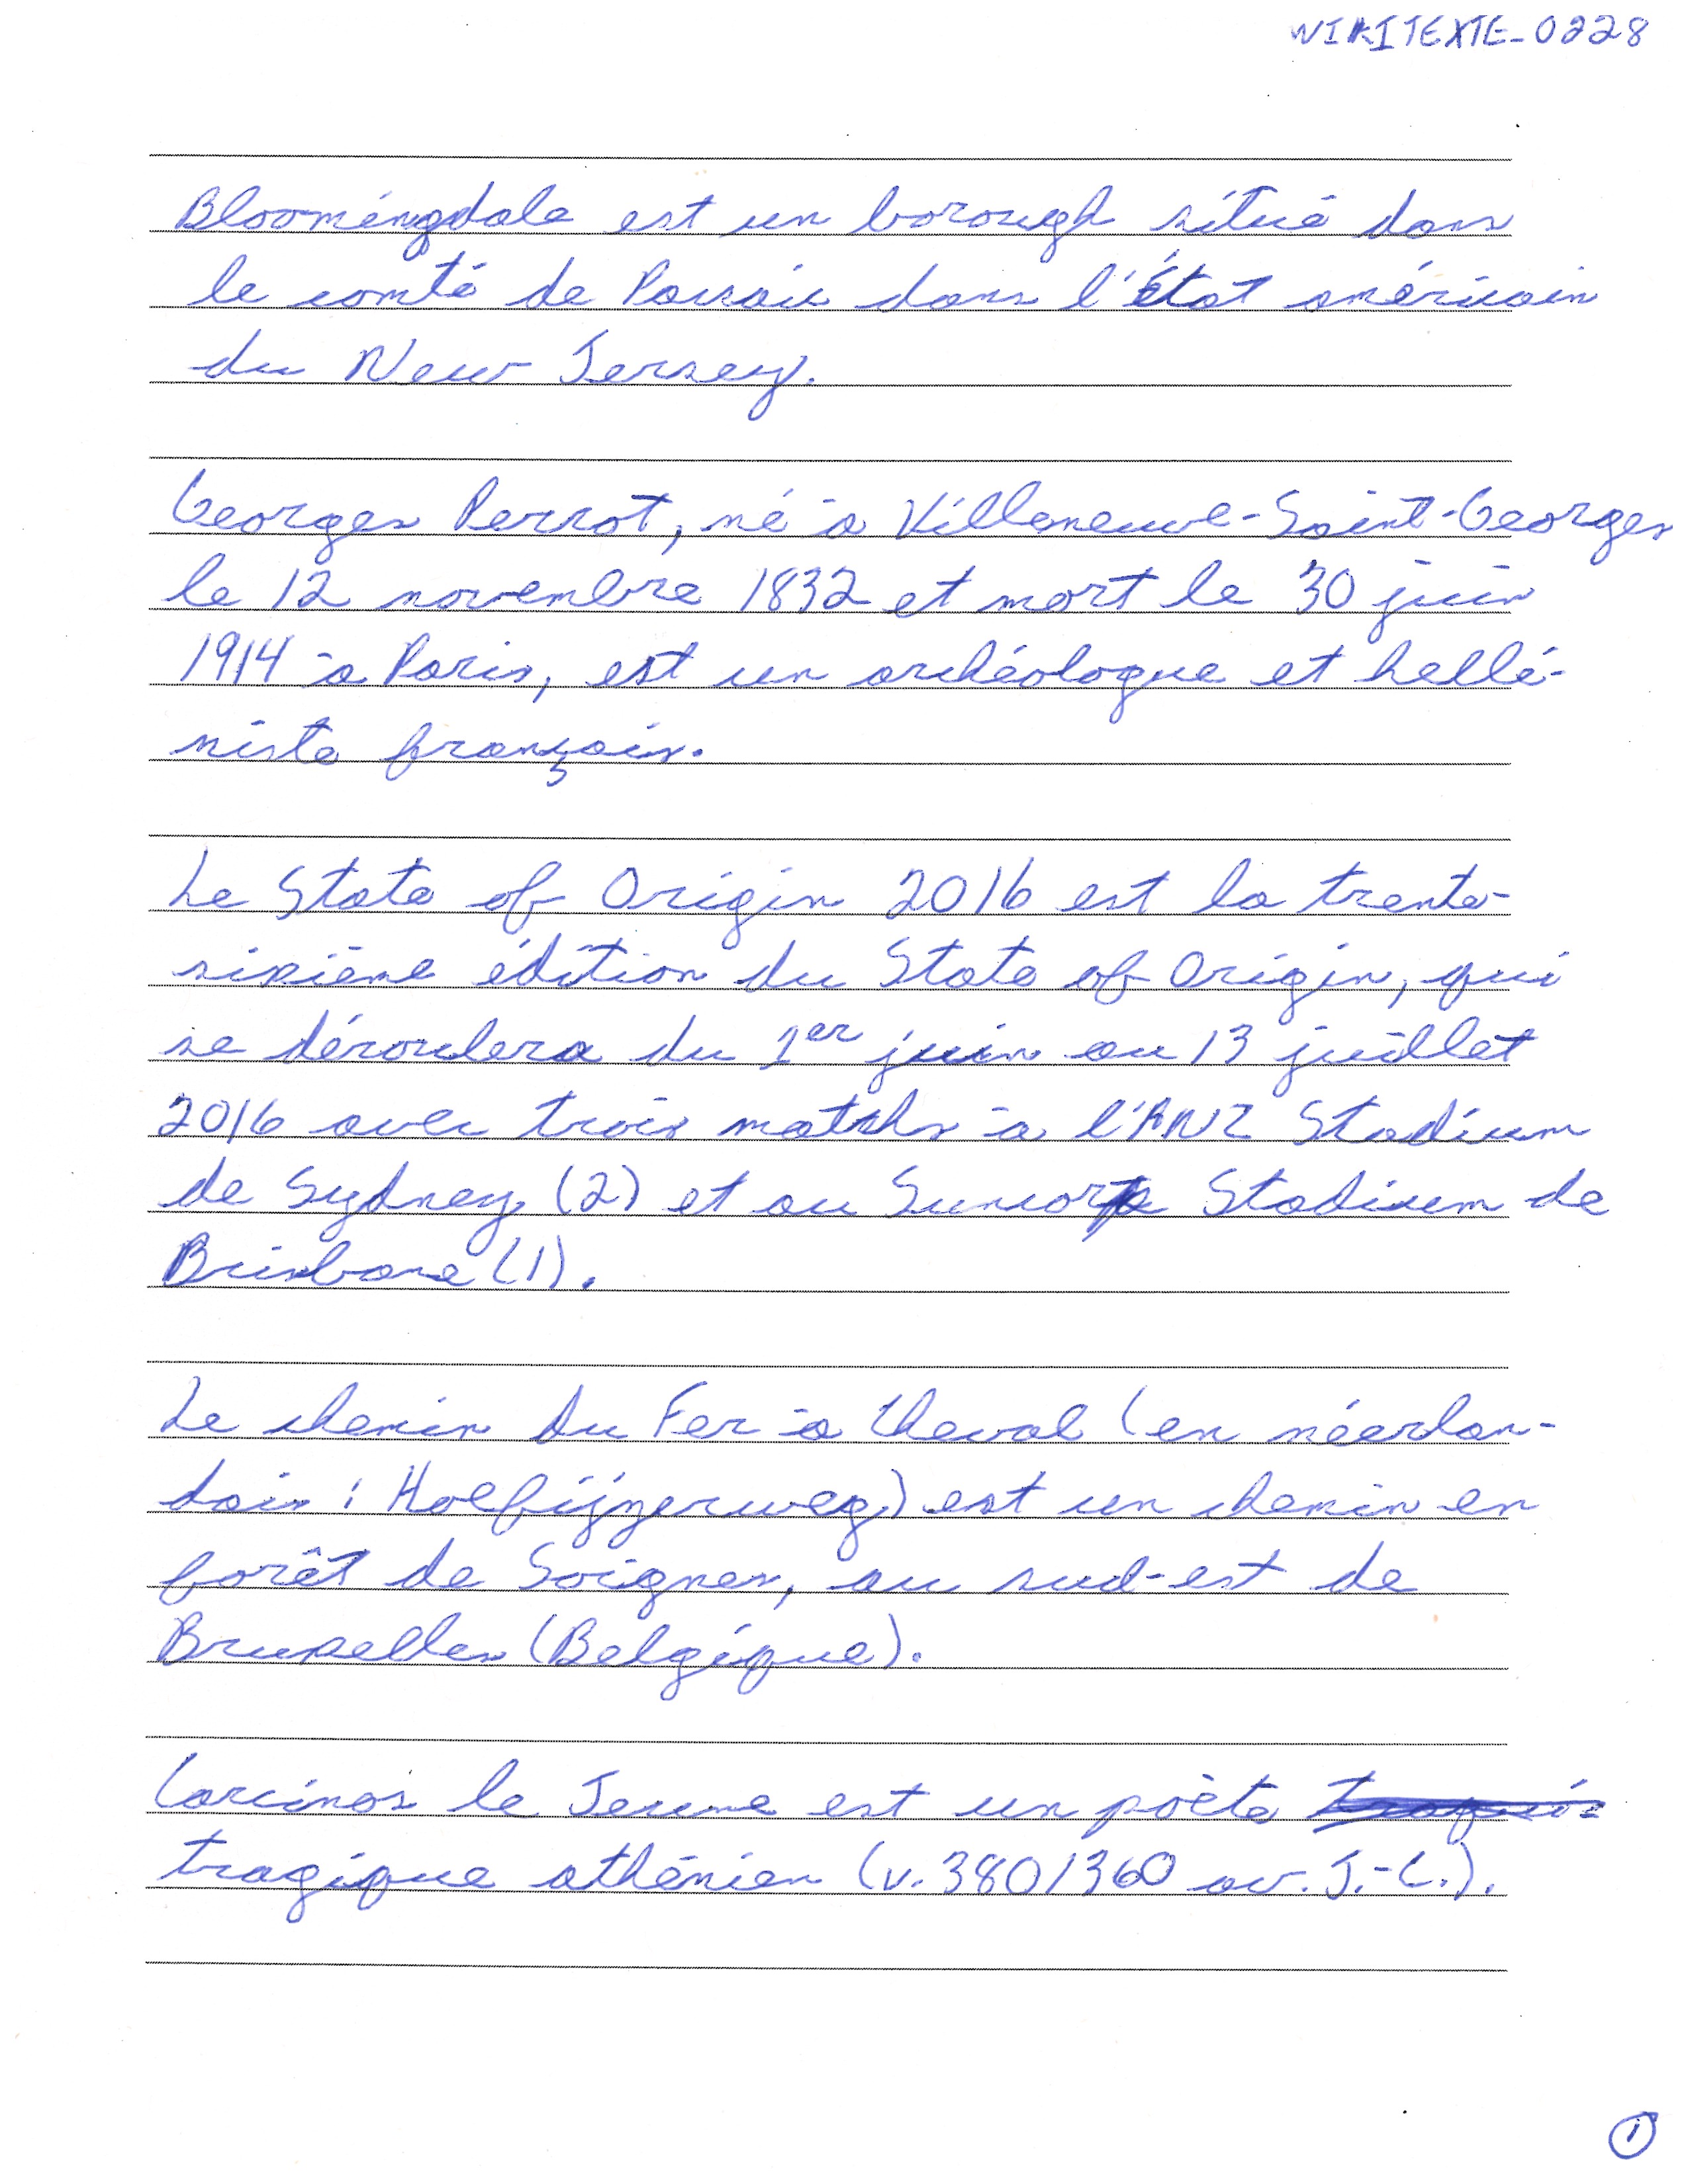 WIKITEXTE_0228
Bloomingdale est un borough situé dans
le comté de Passaic dans l'État américain
du New Jersey.
Georges Perrot, né à Villeneuve-Saint-Georges
le 12 novembre 1832 et mort le 30 juin
1914 à Paris, est un archéologue et hellé-
niste français.
Le State of Origin 2016 est la trente-
sixième édition du State of Origin, qui
se déroulera du 1er juin au 13 juillet
2016 avec trois matchs à l'ANZ Stadium
de Sydney (2) et au Suncorp Stadium de
Brisbane (1).
Le chemin du Fer à Cheval (en néerlan-
dais : Hoefijzerweg) est un chemin en
forêt de Soignes, au sud-est de
Bruxelles (Belgique).
Carcinos le Jeune est un poète
tragique athénien (v. 380/360 av. J.-C.).
1